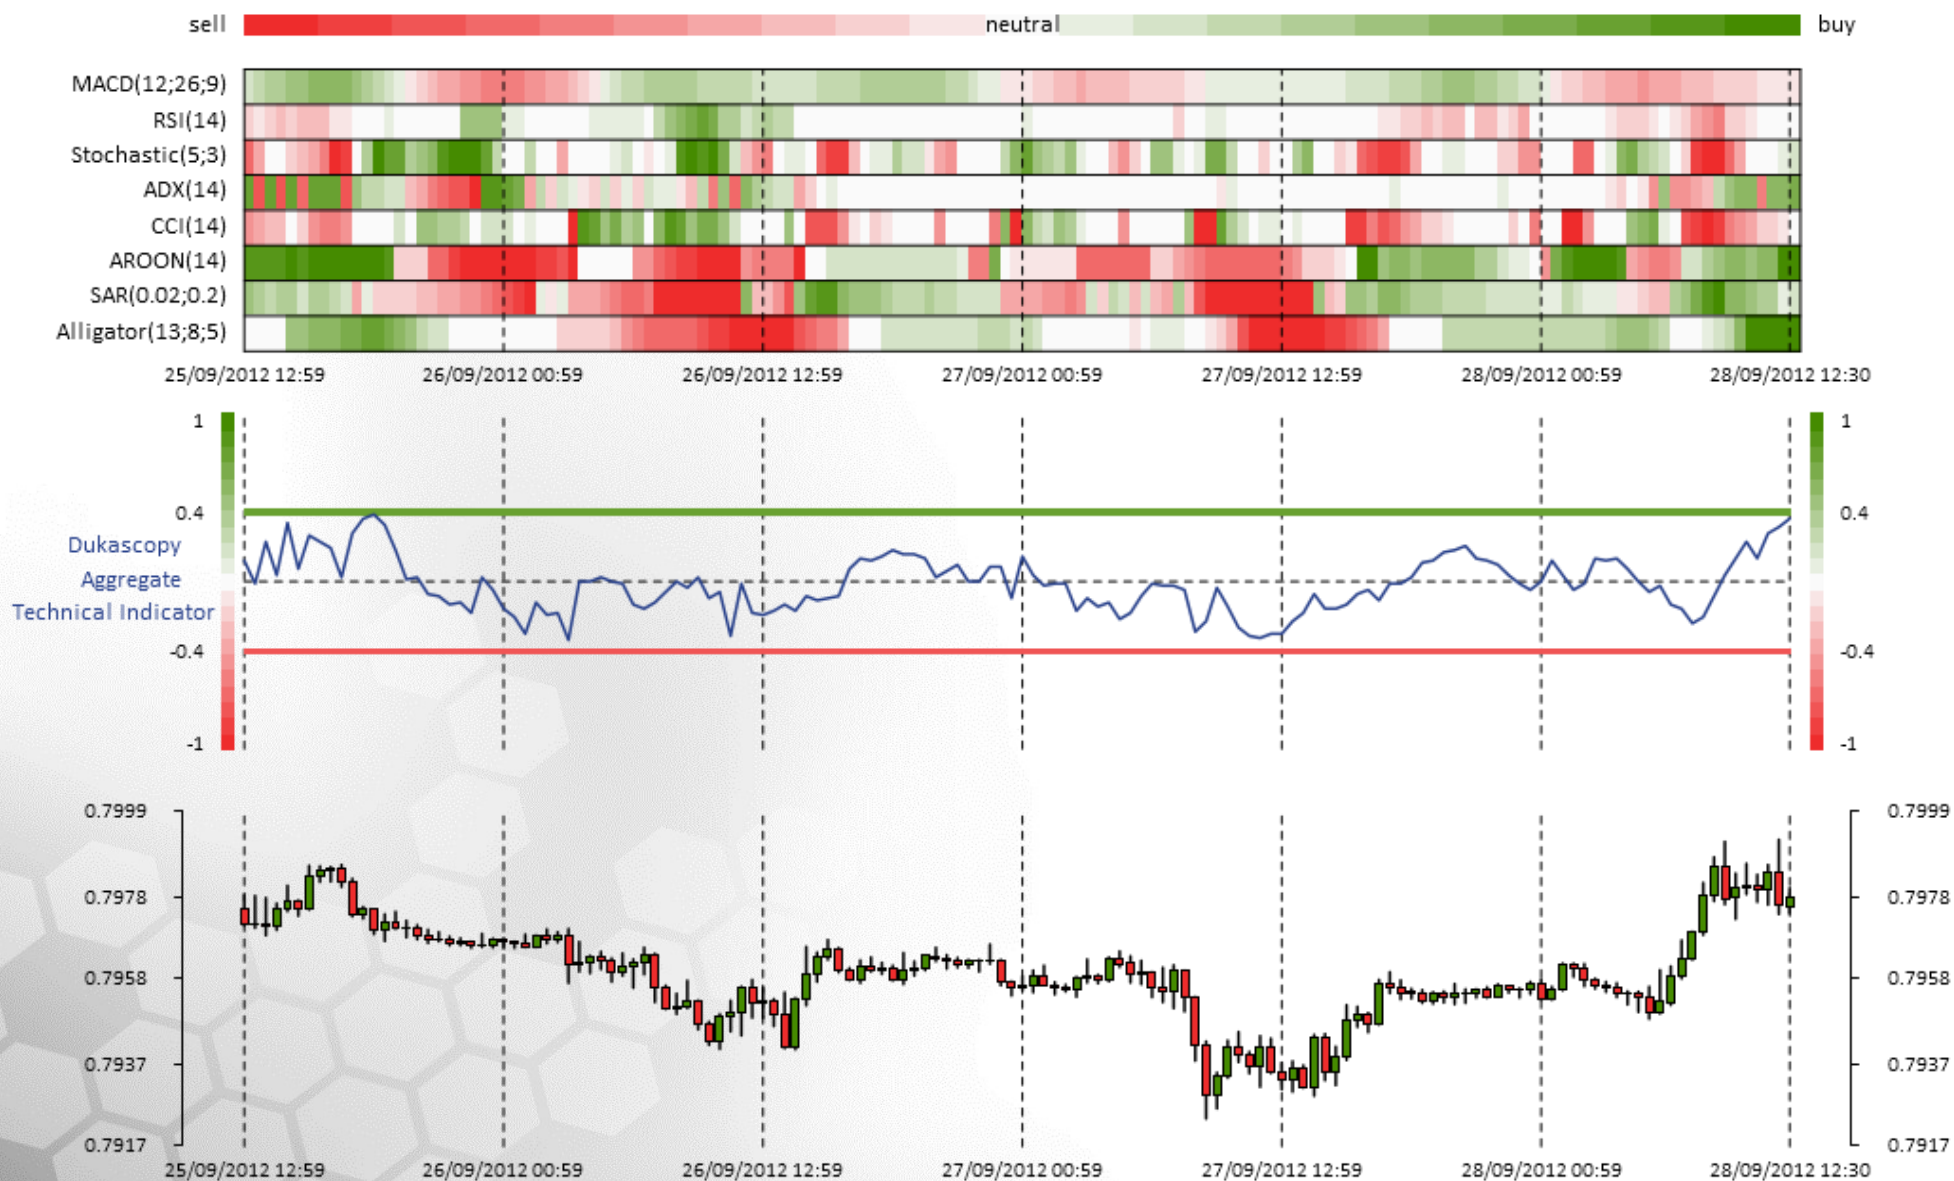 sell neutral buy
MACD(12;26;9)
RSI(14)
Stochastic(5;3)
ADX(14)
CCI(14)
AROON(14)
SAR(0.02;0.2)
Alligator(13;8;5)
25/09/2012 12:59 26/09/2012 00:59 26/09/2012 12:59 27/09/2012 00:59 27/09/2012 12:59 28/09/2012 00:59 28/09/2012 12:30
1 1
0.4 0.4
Dukascopy
Aggregate
Technical Indicator
-0.4 -0.4
-1 -1
0.7999 0.7999
0.7978 0.7978
0.7958 0.7958
0.7937 0.7937
0.7917 0.7917
25/09/2012 12:59 26/09/2012 00:59 26/09/2012 12:59 27/09/2012 00:59 27/09/2012 12:59 28/09/2012 00:59 28/09/2012 12:30